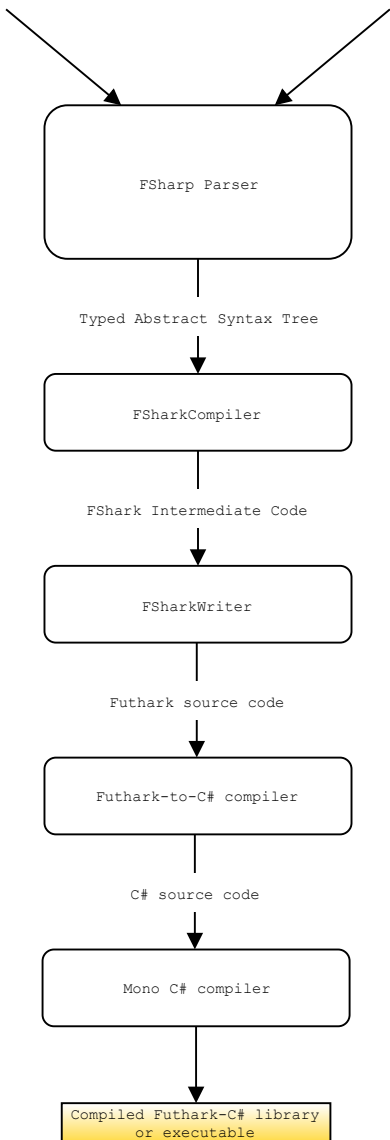 FSharp Parser
Typed Abstract Syntax Tree
FSharkCompiler
FShark Intermediate Code
FSharkWriter
Futhark source code
Futhark-to-C# compiler
C# source code
Mono C# compiler
Compiled Futhark-C# library
or executable